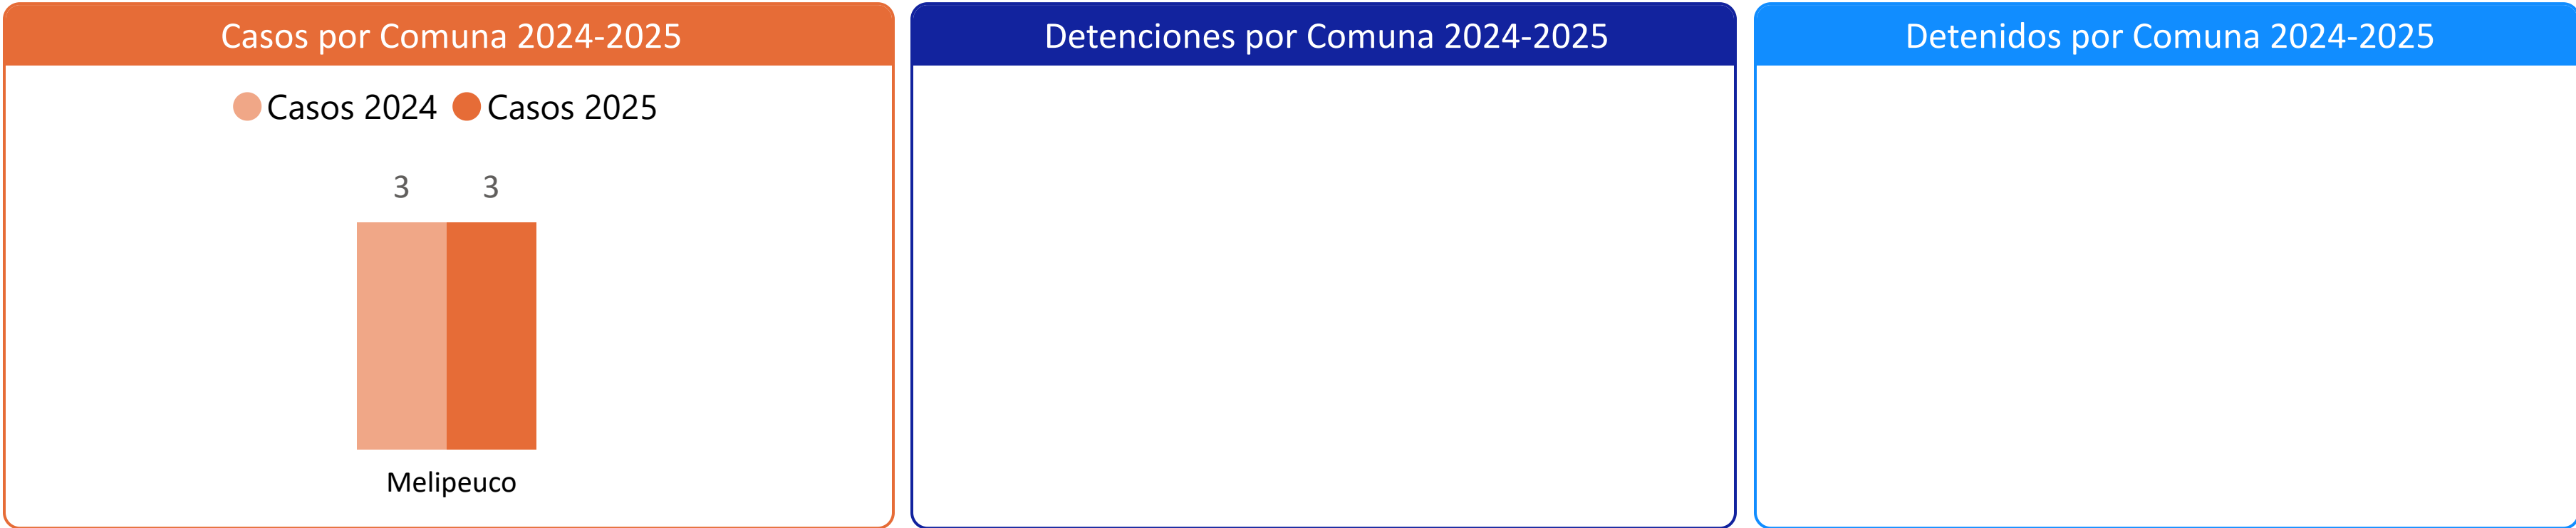 Casos por Comuna 2024-2025
Casos 2024 Casos 2025
3 3
Melipeuco
Detenciones por Comuna 2024-2025
Detenidos por Comuna 2024-2025